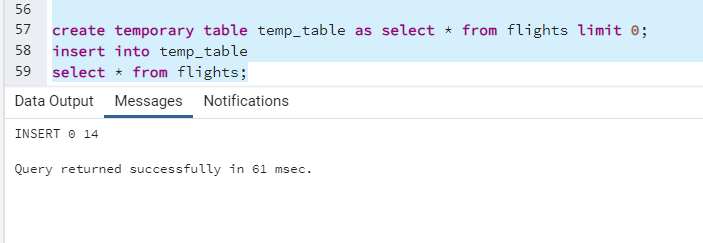 56
57 create temporary table temp_table as select * from flights limit 0;
58 insert into temp_table
59 select * from flights;
Data Output Messages Notifications
INSERT 0 14
Query returned successfully in 61 msec.